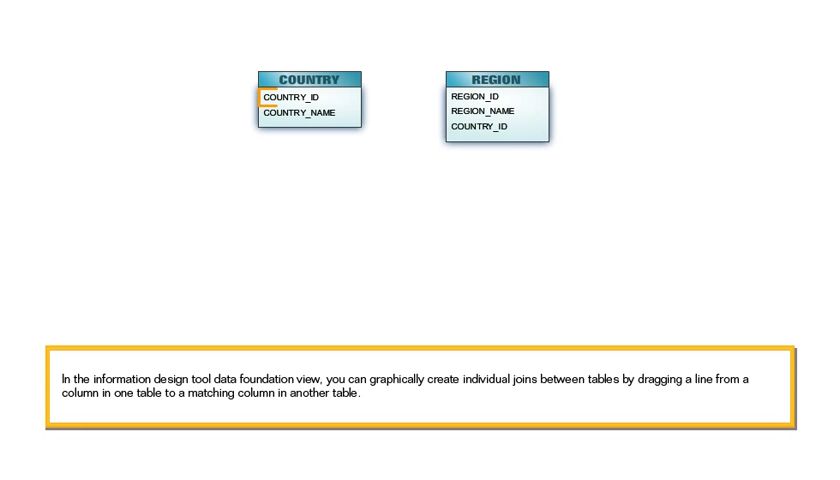 COUNTRY
COUNTRY_ID
COUNTRY_NAME
REGION
REGION_ID
REGION_NAME
COUNTRY_ID
In the information design tool data foundation view, you can graphically create individual joins between tables by dragging a line from a
column in one table to a matching column in another table.